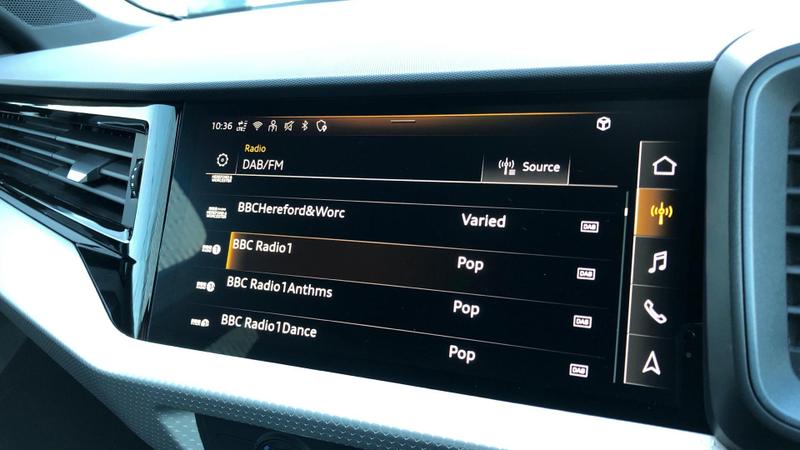 10:36
Radio
DAB/FM
Source
BBCHereford&Worc
Varied
DAB
BBC Radio1
Pop
DAB
BBC Radio1Anthms
Pop
DAB
BBC Radio1Dance
Pop
DAB